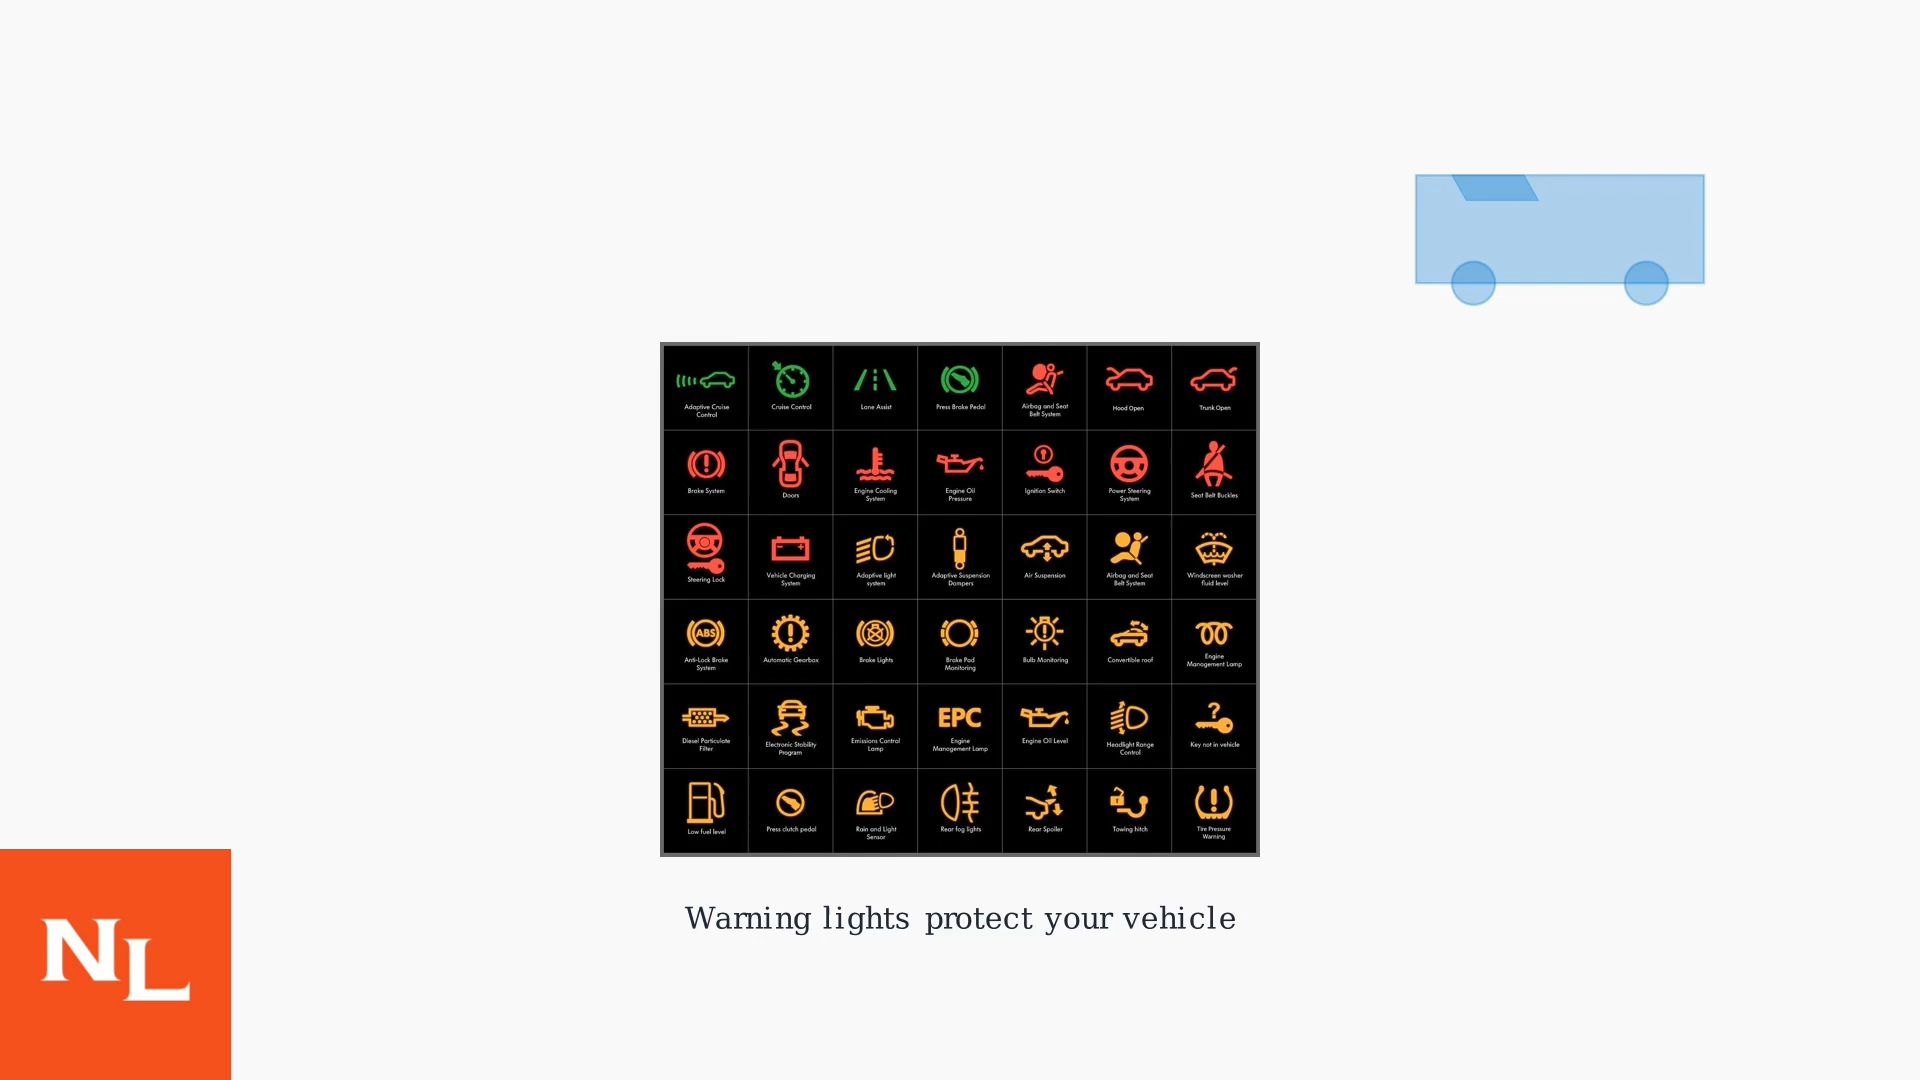 Adaptive Cruise
Control
Cruise Control
Lane Assist
Press Brake Pedal
Airbag and Seat
Belt System
Hood Open
Trunk Open
Brake System
Doors
Engine Cooling
System
Engine Oil
Pressure
Ignition Switch
Power Steering
System
Seat Belt Buckles
Steering Lock
Vehicle Charging
System
Adaptive light
system
Adaptive Suspension
Dampers
Air Suspension
Airbag and Seat
Belt System
Windscreen washer
fluid level
ABS
Anti-Lock Brake
System
Automatic Gearbox
Brake Lights
Brake Pad
Monitoring
Bulb Monitoring
Convertible roof
Engine
Management Lamp
Diesel Particulate
Filter
Electronic Stability
Program
Emissions Control
Lamp
EPC
Engine
Management Lamp
Engine Oil Level
Headlight Range
Control
Key not in vehicle
Low fuel level
Press clutch pedal
Rain and Light
Sensor
Rear fog lights
Rear Spoiler
Towing hitch
Tire Pressure
Warning
Warning lights protect your vehicle
NL